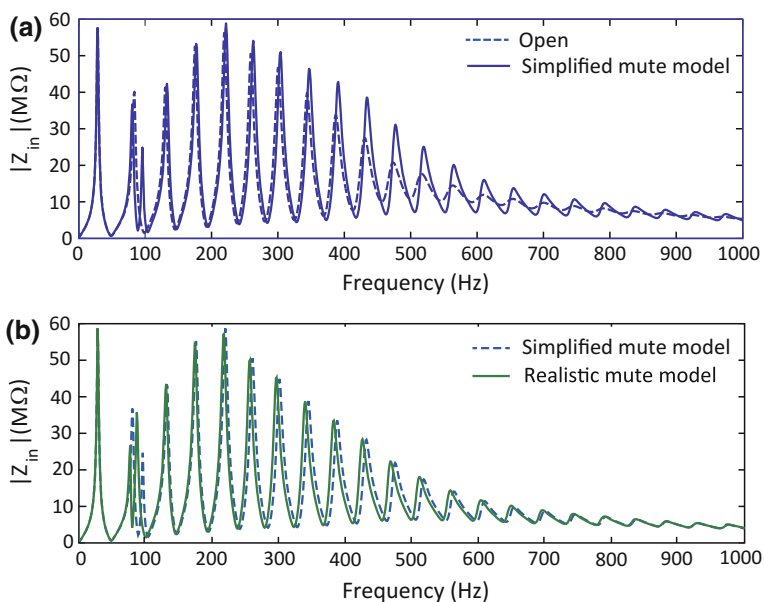 (a)
60
50
40
30
20
10
0
|Z_in|(MΩ)
Open
Simplified mute model
0 100 200 300 400 500 600 700 800 900 1000
Frequency (Hz)
(b)
60
50
40
30
20
10
0
|Z_in|(MΩ)
Simplified mute model
Realistic mute model
0 100 200 300 400 500 600 700 800 900 1000
Frequency (Hz)